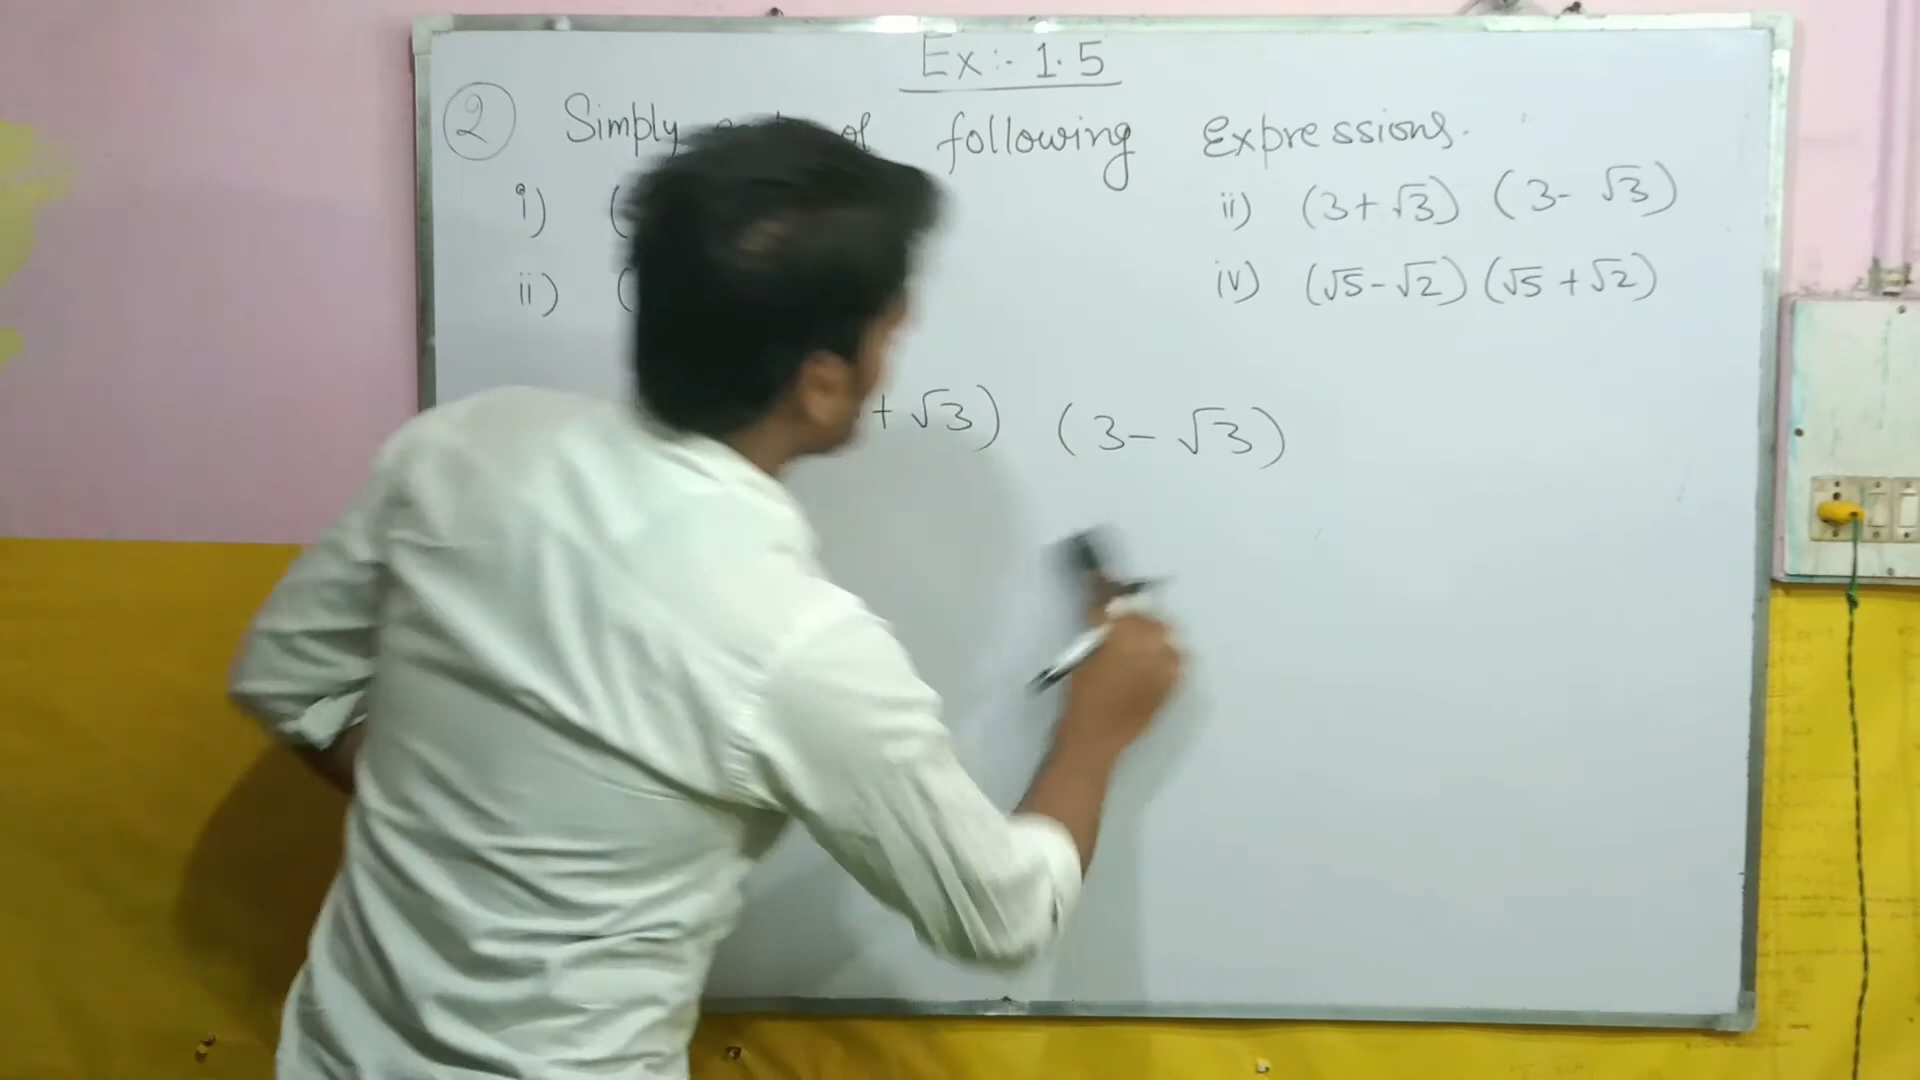 Ex:- 1.5
2 Simply of following Expressions.
i) ( ii) (3+√3) (3-√3)
ii) ( iv) (√5-√2) (√5+√2)
+ √3) (3-√3)